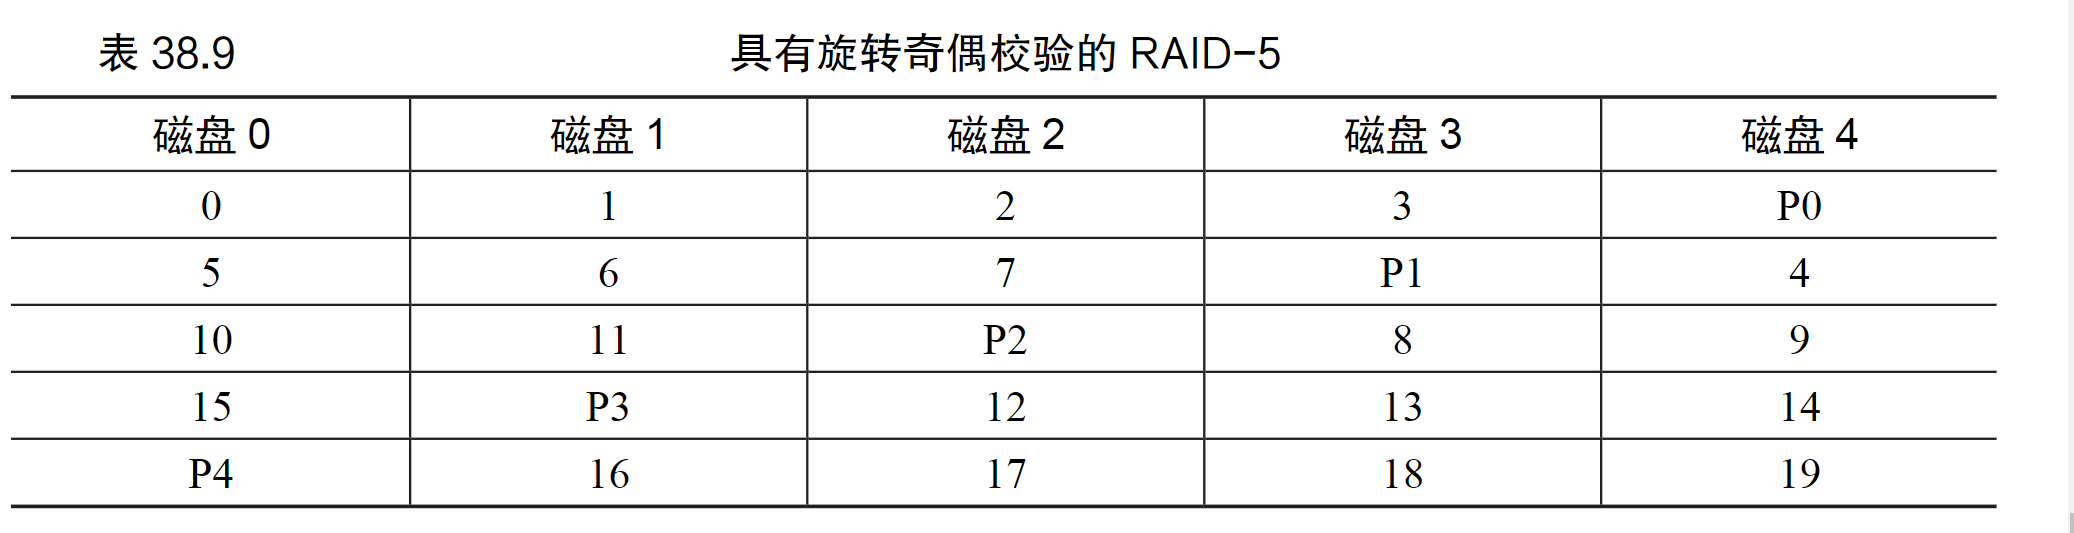 表 38.9 具有旋转奇偶校验的 RAID-5
磁盘 0 磁盘 1 磁盘 2 磁盘 3 磁盘 4
0 1 2 3 P0
5 6 7 P1 4
10 11 P2 8 9
15 P3 12 13 14
P4 16 17 18 19